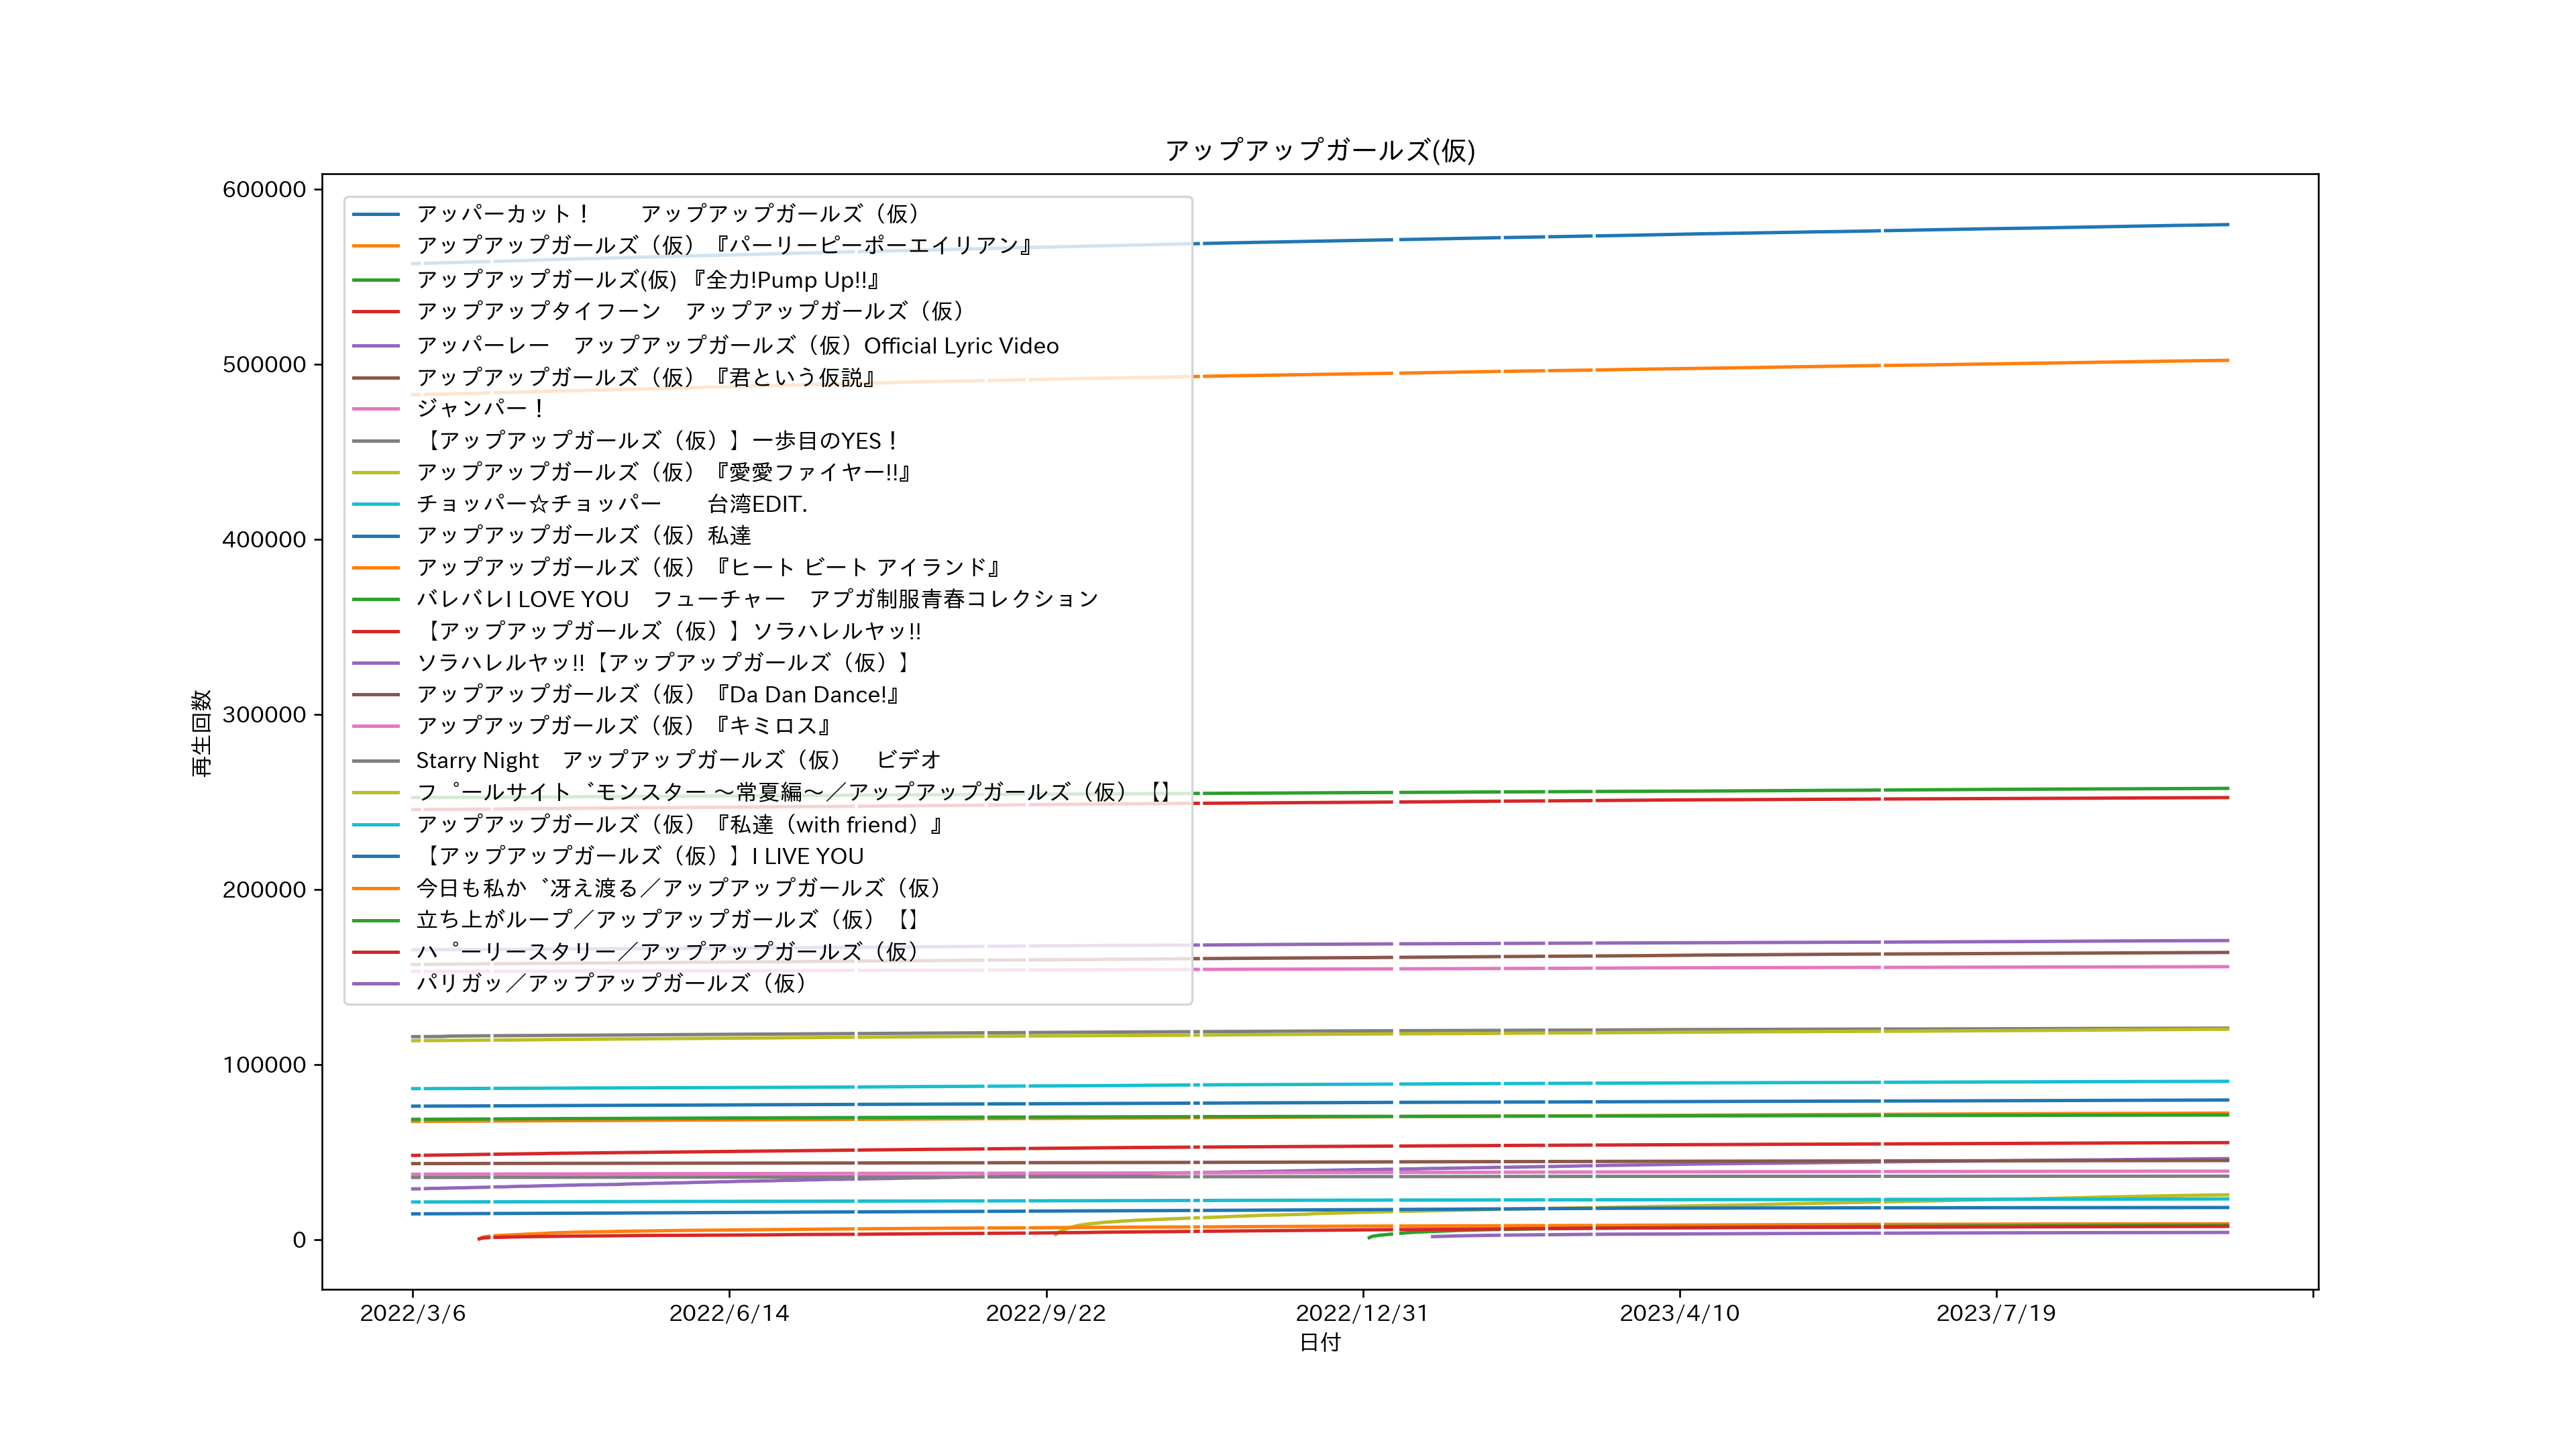 アップアップガールズ(仮)
600000
500000
400000
300000
200000
100000
0
再生回数
アッパーカット！　　アップアップガールズ（仮）
アップアップガールズ（仮）『パーリーピーポーエイリアン』
アップアップガールズ(仮) 『全力!Pump Up!!』
アップアップタイフーン　アップアップガールズ（仮）
アッパーレー　アップアップガールズ（仮）Official Lyric Video
アップアップガールズ（仮）『君という仮説』
ジャンパー！
【アップアップガールズ（仮）】一歩目のYES！
アップアップガールズ（仮）『愛愛ファイヤー!!』
チョッパー☆チョッパー　　台湾EDIT.
アップアップガールズ（仮）私達
アップアップガールズ（仮）『ヒート ビート アイランド』
バレバレI LOVE YOU　フューチャー　アプガ制服青春コレクション
【アップアップガールズ（仮）】ソラハレルヤッ!!
ソラハレルヤッ!!【アップアップガールズ（仮）】
アップアップガールズ（仮）『Da Dan Dance!』
アップアップガールズ（仮）『キミロス』
Starry Night　アップアップガールズ（仮）　ビデオ
フ゜ールサイト゛モンスター 〜常夏編〜／アップアップガールズ（仮）【】
アップアップガールズ（仮）『私達（with friend）』
【アップアップガールズ（仮）】I LIVE YOU
今日も私か゛冴え渡る／アップアップガールズ（仮）
立ち上がループ／アップアップガールズ（仮）【】
ハ゜ーリースタリー／アップアップガールズ（仮）
パリガッ／アップアップガールズ（仮）
2022/3/6
2022/6/14
2022/9/22
2022/12/31
2023/4/10
2023/7/19
日付